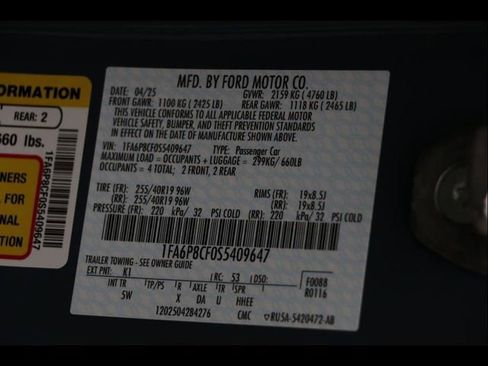 FORMATION
REAR: 2
660 lbs.
1FA6P8CF0S5409647
MFD. BY FORD MOTOR CO.
DATE: 04/25 GVWR: 2159 KG ( 4760 LB)
FRONT GAWR: 1100 KG ( 2425 LB) REAR GAWR: 1118 KG ( 2465 LB)
THIS VEHICLE CONFORMS TO ALL APPLICABLE FEDERAL MOTOR
VEHICLE SAFETY, BUMPER, AND THEFT PREVENTION STANDARDS
IN EFFECT ON THE DATE OF MANUFACTURE SHOWN ABOVE.
VIN: 1FA6P8CF0S5409647 TYPE: Passenger Car
MAXIMUM LOAD = OCCUPANTS + LUGGAGE = 299KG/660LB
OCCUPANTS = 4 TOTAL; 2 FRONT, 2 REAR
TIRE (FR): 255/40R19 96W RIMS(FR): 19x8.5J
(RR): 255/40R19 96W (RR): 19x8.5J
PRESSURE (FR) 220 kPa/ 32 PSI COLD (RR) 220 kPa/ 32 PSI COLD
1FA6P8CF0S5409647
TRAILER TOWING - SEE OWNER GUIDE
EXT PNT: K1 RC: 53 DSO: F0088
INT TR TP/PS R AXLE TR SPR R0116
5W X DA U HHEE
1202504284276 CMC RU5A-5420472-AB
NERS
TION
NAL